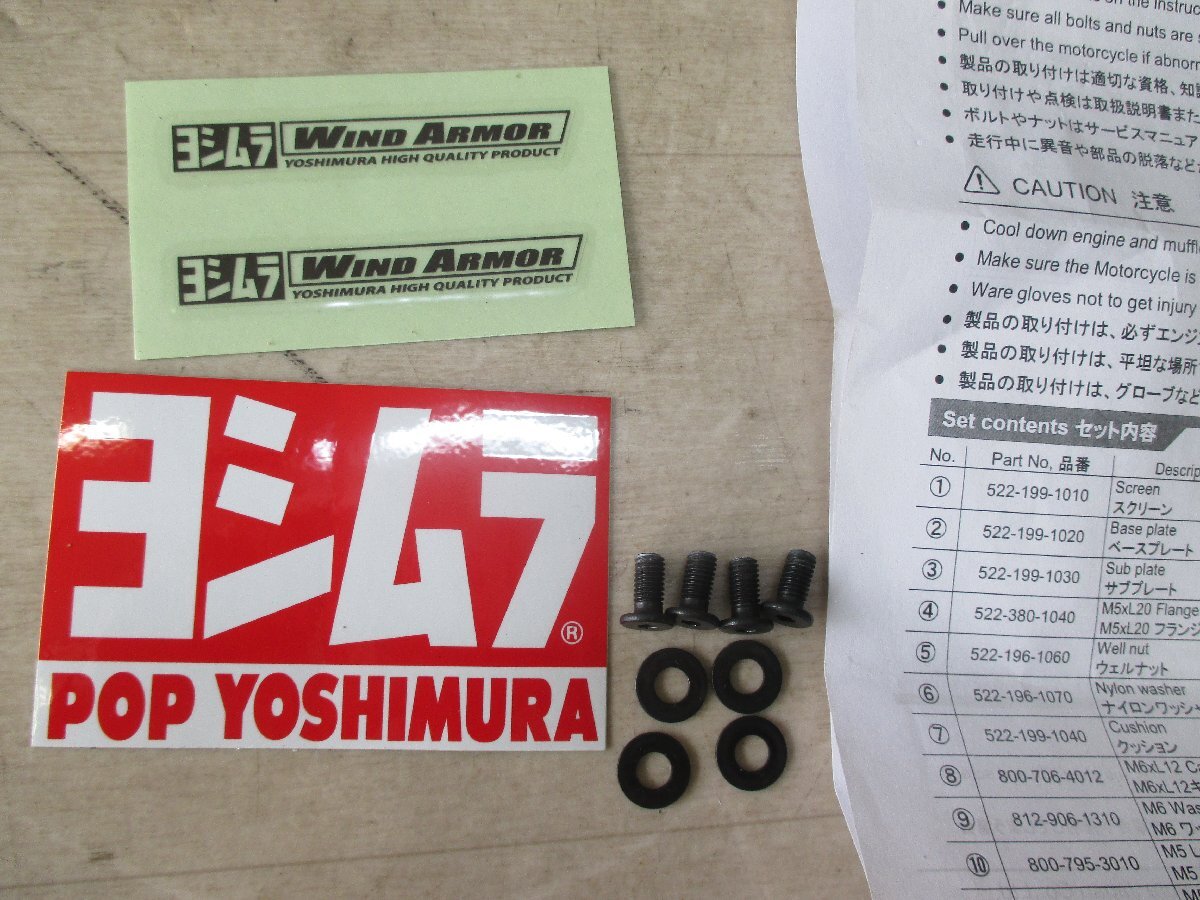 ヨシムラ WIND ARMOR
YOSHIMURA HIGH QUALITY PRODUCT
ヨシムラ WIND ARMOR
YOSHIMURA HIGH QUALITY PRODUCT
ヨシムラ®
POP YOSHIMURA
on the
Make sure all bolts and nuts are
Pull over the motorcycle if
製品の取り付けは適切な資格、
取り付けや点検は取扱説明書また
ボルトやナットはサービスマニュア
走行中に異音や部品の脱落など
⚠ CAUTION 注意
Cool down engine and
Make sure the Motorcycle is
Ware gloves not to get injury
製品の取り付けは、必ずエンジ
製品の取り付けは、平坦な場所
製品の取り付けは、グローブなど
Set contents セット内容
No. Part No, 品番 Descrip
① 522-199-1010 Screen
スクリーン
② 522-199-1020 Base plate
ベースプレート
③ 522-199-1030 Sub plate
サブプレート
④ 522-380-1040 M5xL20 Flange
M5xL20 フランジ
⑤ 522-196-1060 Well nut
ウェルナット
⑥ 522-196-1070 Nylon washer
ナイロンワッシャ
⑦ 522-199-1040 Cushion
クッション
⑧ 800-706-4012 M6xL12 Ca
M6xL12キ
⑨ 812-906-1310 M6 Was
M6 ワッ
⑩ 800-795-3010 M5 L
M5